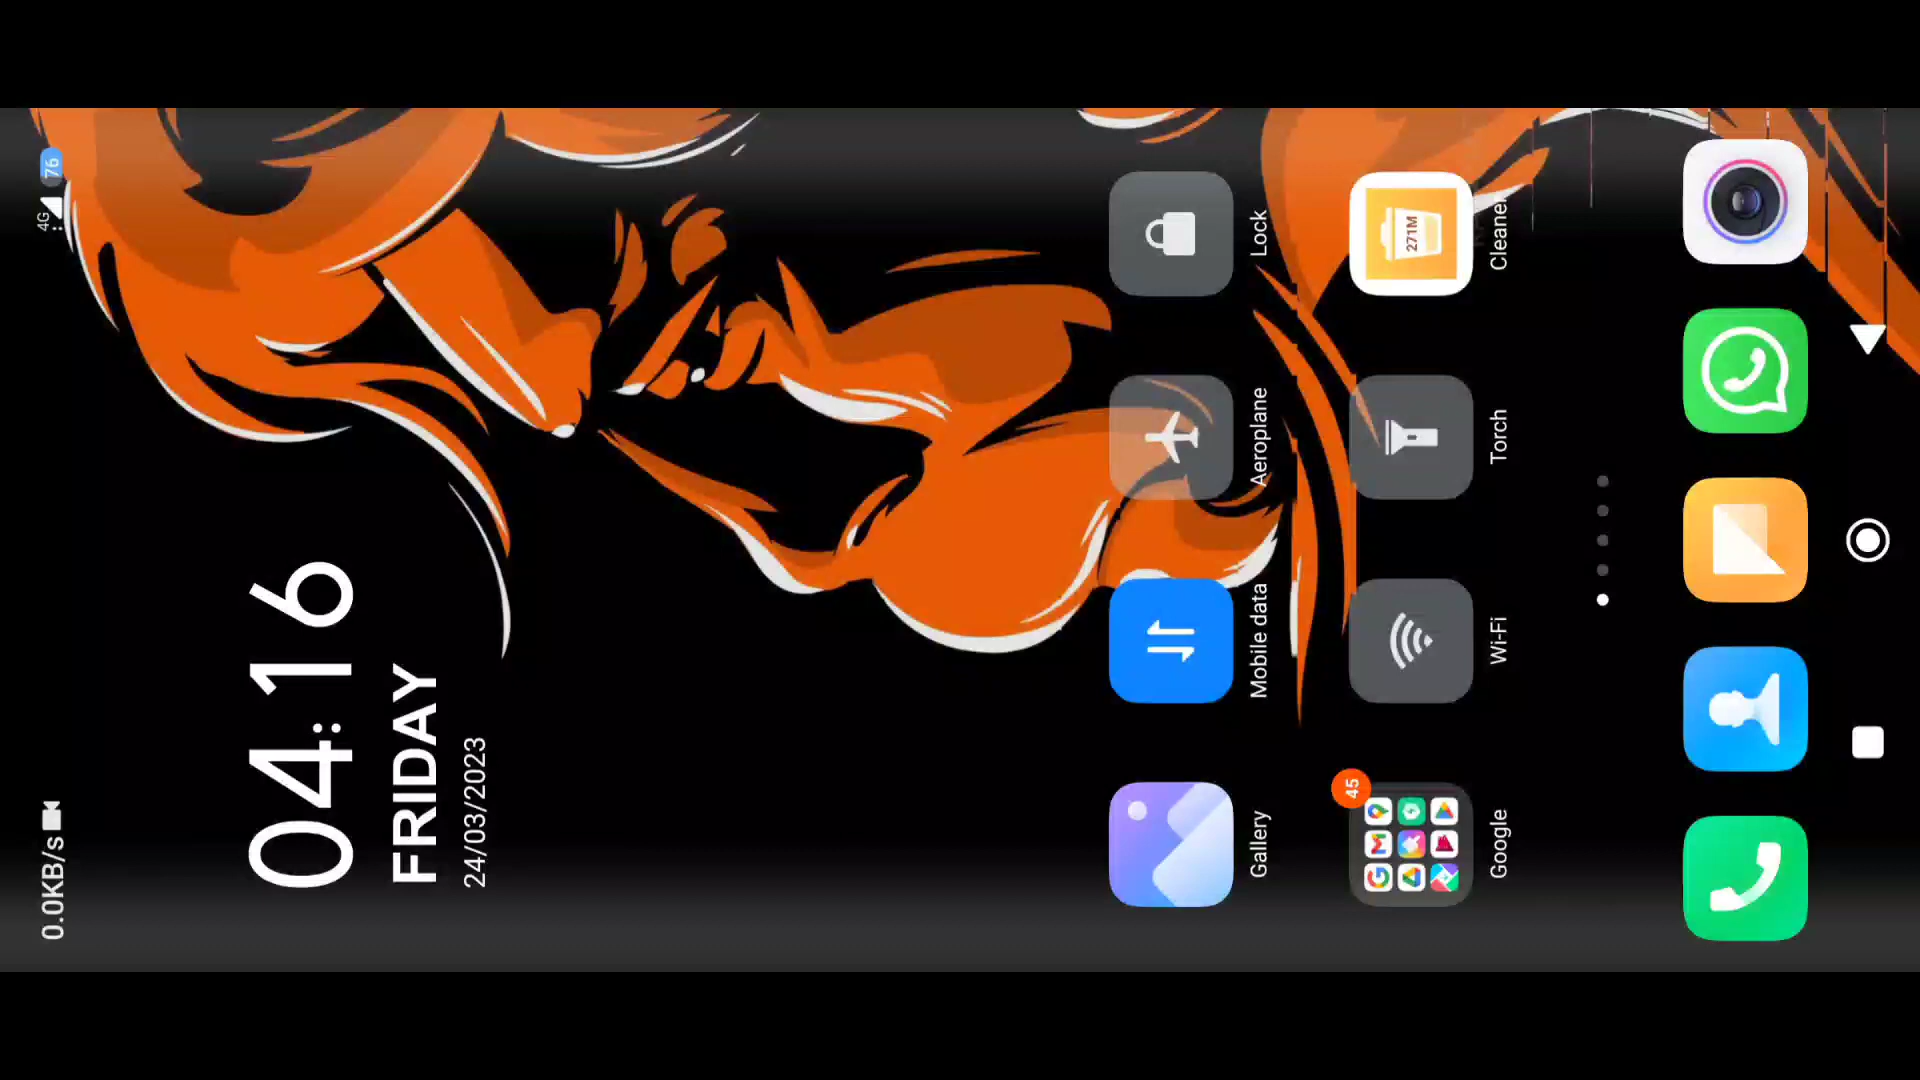 0.0KB/s
4G 76
04:16
FRIDAY
24/03/2023
Gallery Mobile data Aeroplane Lock
45 271M
Google Wi-Fi Torch Cleaner